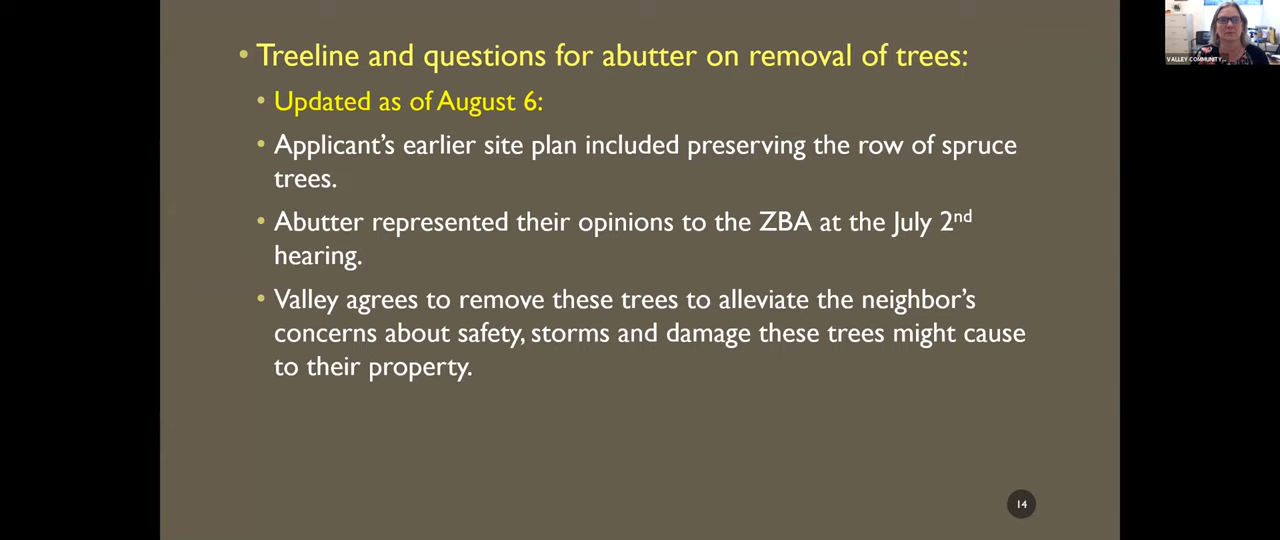 • Treeline and questions for abutter on removal of trees:
• Updated as of August 6:
• Applicant's earlier site plan included preserving the row of spruce
trees.
• Abutter represented their opinions to the ZBA at the July 2nd
hearing.
• Valley agrees to remove these trees to alleviate the neighbor's
concerns about safety, storms and damage these trees might cause
to their property.
14
VALLEY COMMUNITY...